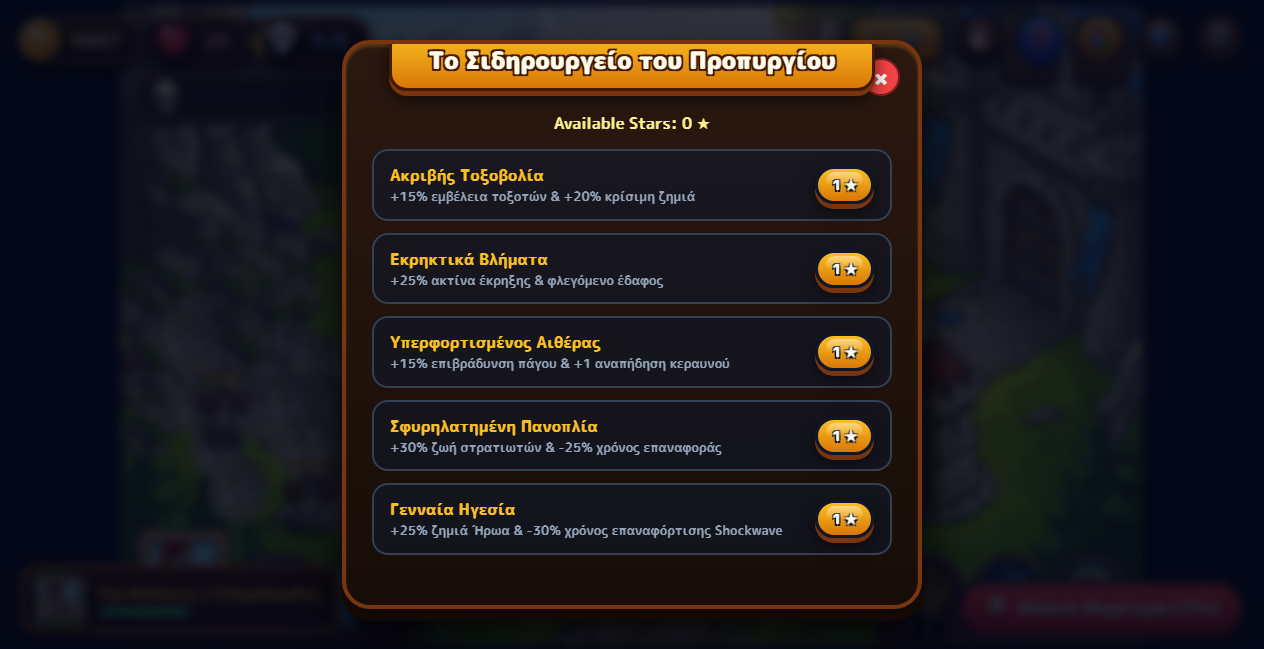 Το Σιδηρουργείο του Προπυργίου
Available Stars: 0 ★
Ακριβής Τοξοβολία
+15% εμβέλεια τοξοτών & +20% κρίσιμη ζημιά
1 ★
Εκρηκτικά Βλήματα
+25% ακτίνα έκρηξης & φλεγόμενο έδαφος
1 ★
Υπερφορτισμένος Αιθέρας
+15% επιβράδυνση πάγου & +1 αναπήδηση κεραυνού
1 ★
Σφυρηλατημένη Πανοπλία
+30% ζωή στρατιωτών & -25% χρόνος επαναφοράς
1 ★
Γενναία Ηγεσία
+25% ζημιά Ήρωα & -30% χρόνος επαναφόρτισης Shockwave
1 ★